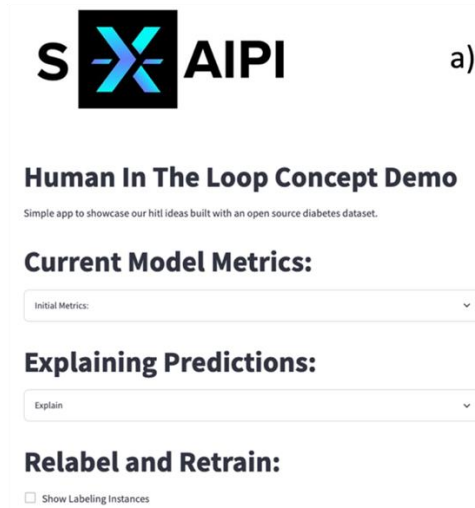 S X AIPI
a)
Human In The Loop Concept Demo
Simple app to showcase our hitl ideas built with an open source diabetes dataset.
Current Model Metrics:
Initial Metrics:
Explaining Predictions:
Explain
Relabel and Retrain:
Show Labeling Instances